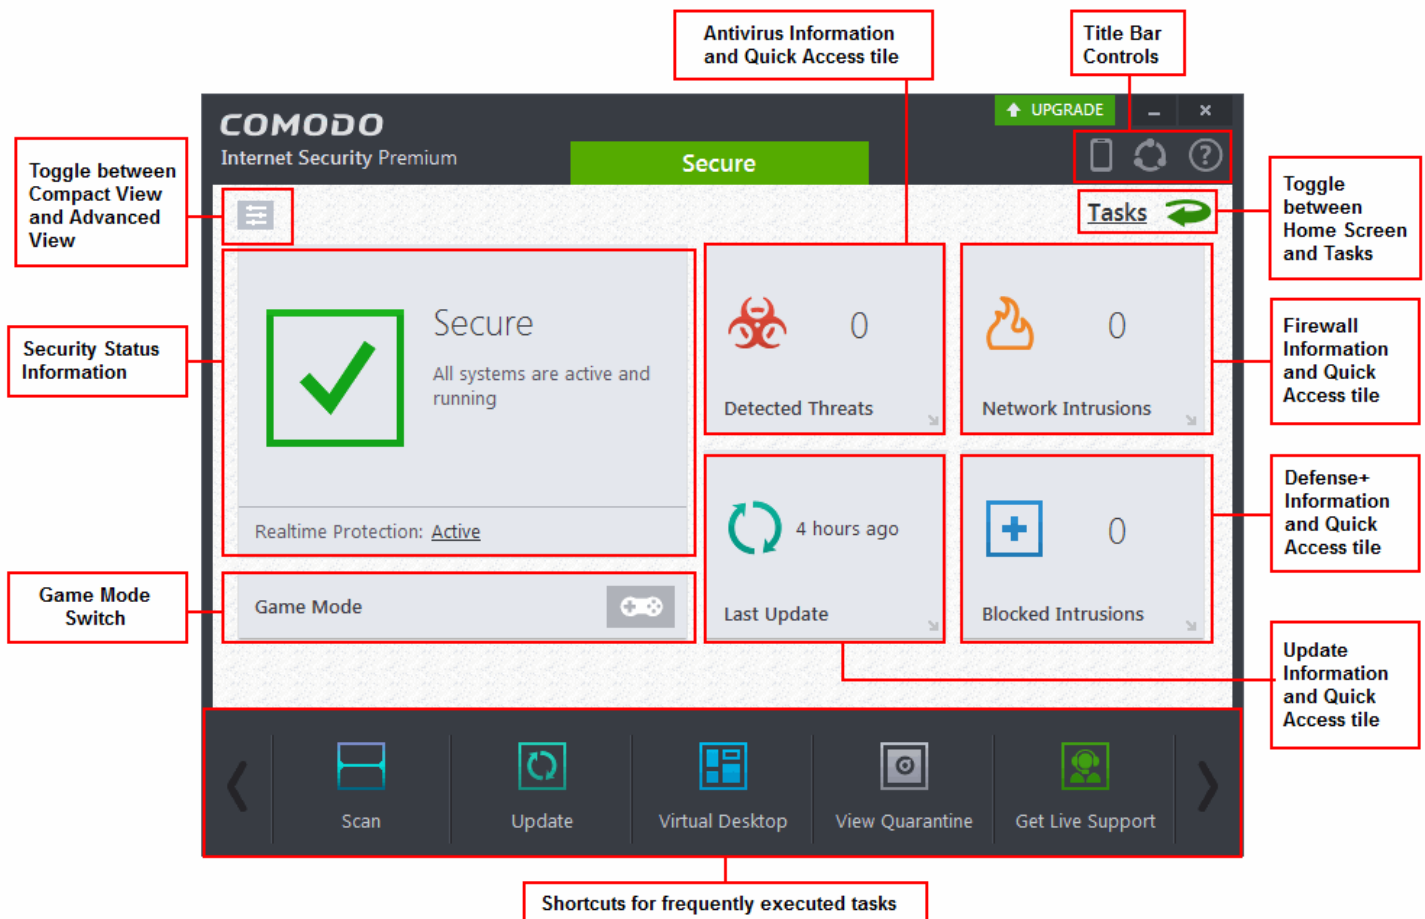 Antivirus Information
and Quick Access tile
Title Bar
Controls
COMODO
Internet Security Premium
UPGRADE
Secure
Toggle between
Compact View
and Advanced
View
Tasks
Toggle
between
Home Screen
and Tasks
Security Status
Information
Secure
All systems are active and
running
Realtime Protection: Active
0
Detected Threats
0
Network Intrusions
Firewall
Information
and Quick
Access tile
4 hours ago
Last Update
0
Blocked Intrusions
Defense+
Information
and Quick
Access tile
Game Mode
Switch
Game Mode
Update
Information
and Quick
Access tile
Scan
Update
Virtual Desktop
View Quarantine
Get Live Support
Shortcuts for frequently executed tasks